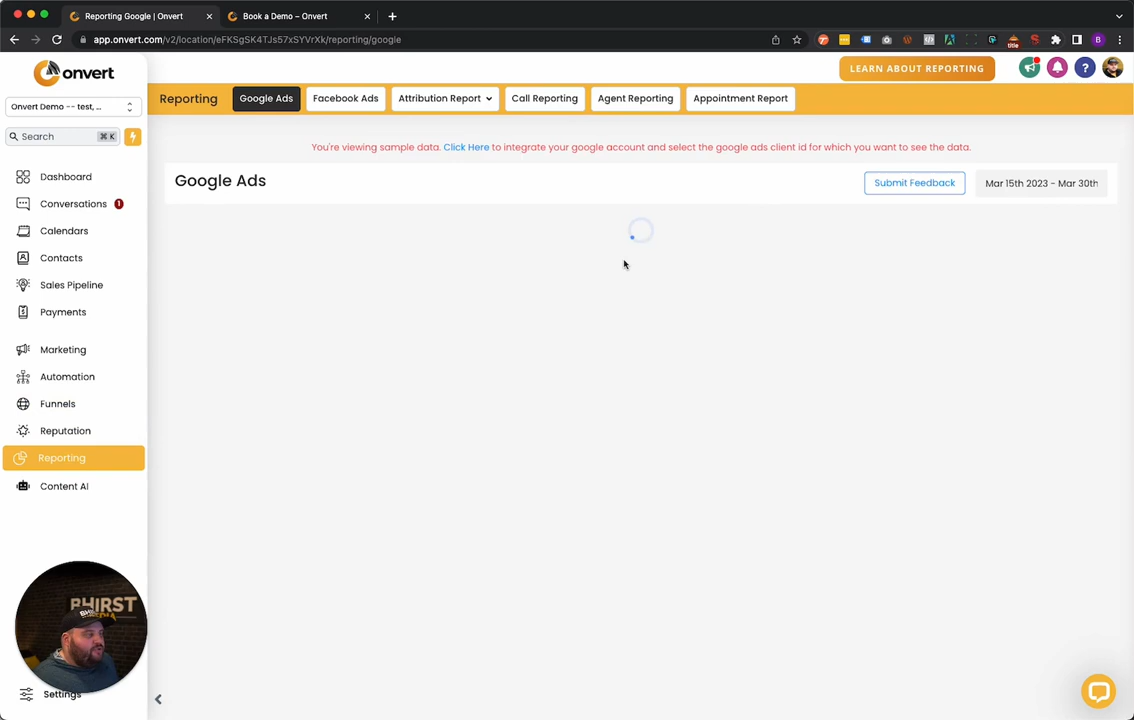 Reporting Google | Onvert
Book a Demo – Onvert
app.onvert.com/v2/location/eFKSgSK4TJs57xSYVrXk/reporting/google
title
B
onvert
LEARN ABOUT REPORTING
?
Onvert Demo -- test, ...
Reporting
Google Ads
Facebook Ads
Attribution Report
Call Reporting
Agent Reporting
Appointment Report
Search
⌘ K
You're viewing sample data. Click Here to integrate your google account and select the google ads client id for which you want to see the data.
Google Ads
Submit Feedback
Mar 15th 2023 - Mar 30th
Dashboard
Conversations 1
Calendars
Contacts
Sales Pipeline
Payments
Marketing
Automation
Funnels
Reputation
Reporting
Content AI
BHIRST
Settings